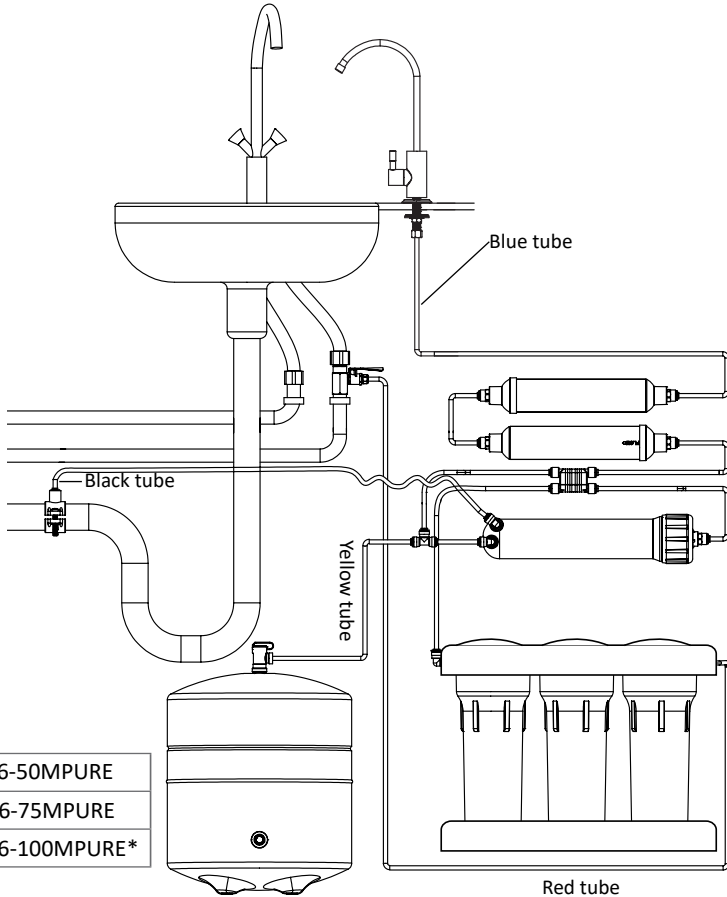 Blue tube
Black tube
Yellow tube
6-50MPURE
6-75MPURE
6-100MPURE*
Red tube